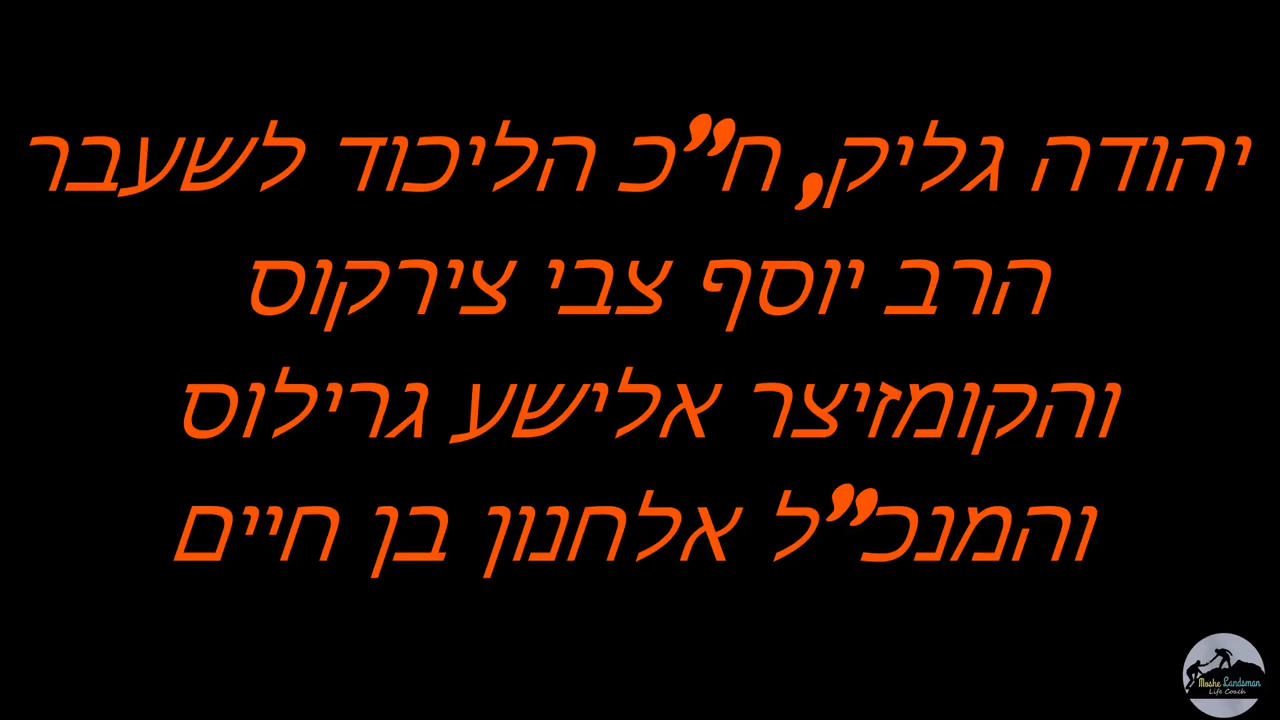 יהודה גליק, ח"כ הליכוד לשעבר
הרב יוסף צבי צירקוס
והקומזיצר אלישע גרילוס
והמנכ"ל אלחנון בן חיים
Moshe Landsman
Life Coach